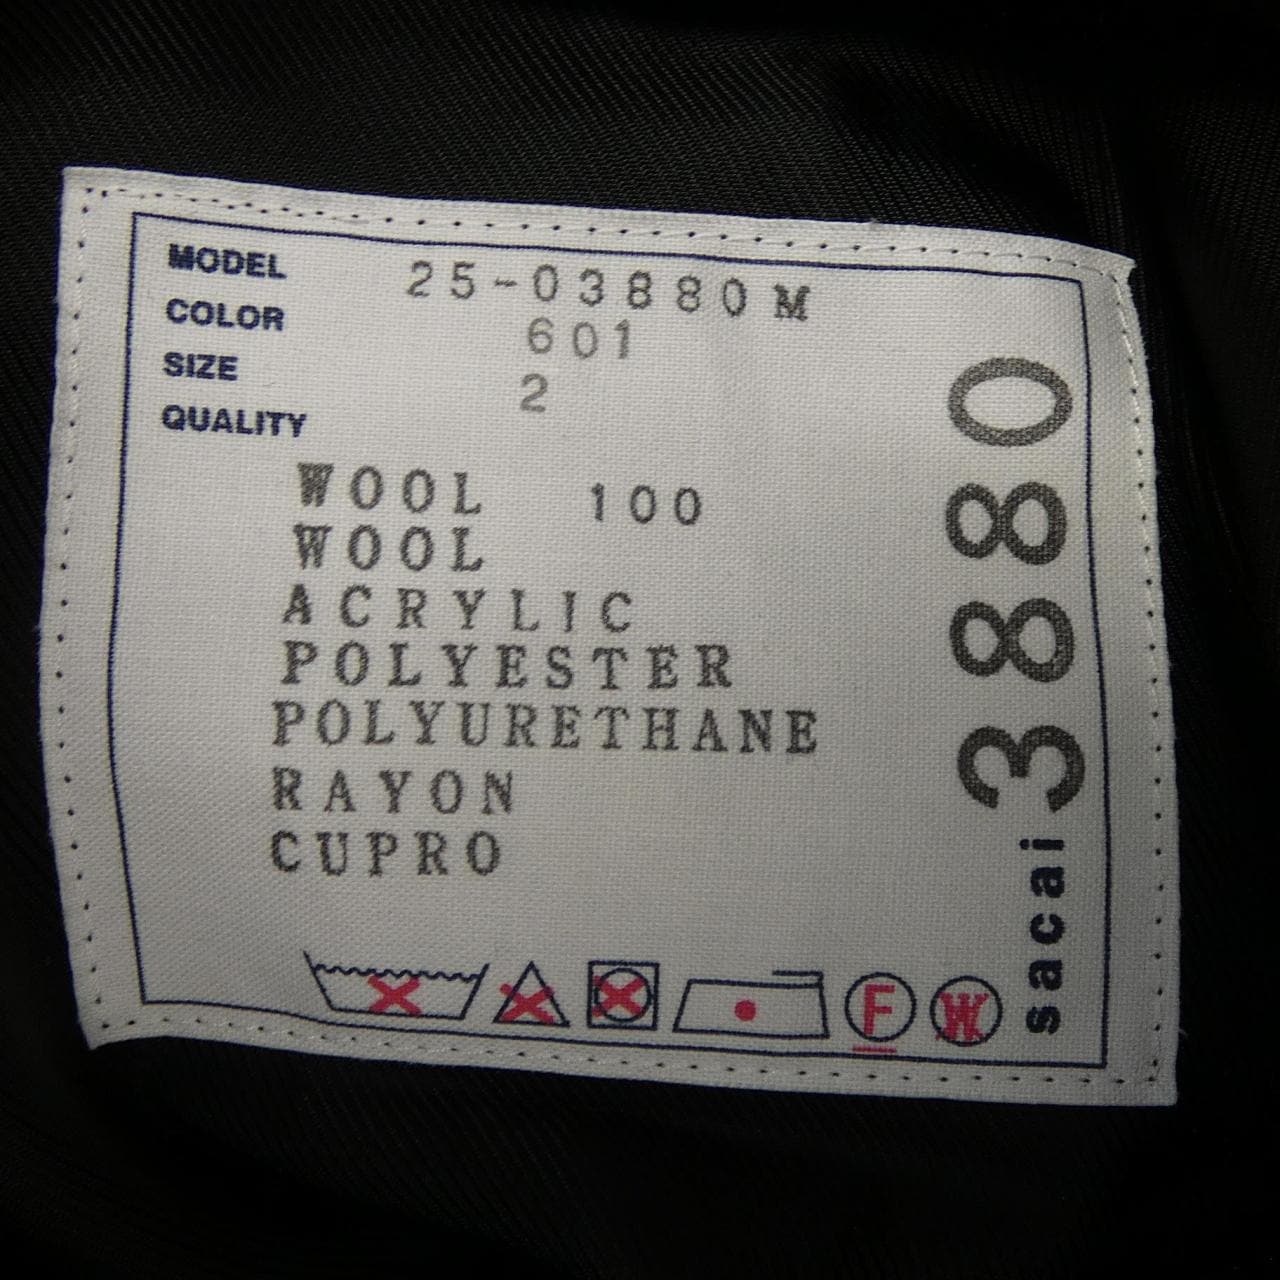 MODEL 25-03880M
COLOR 601
SIZE 2
QUALITY
WOOL 100
WOOL
ACRYLIC
POLYESTER
POLYURETHANE
RAYON
CUPRO
F
W
sacai 3880